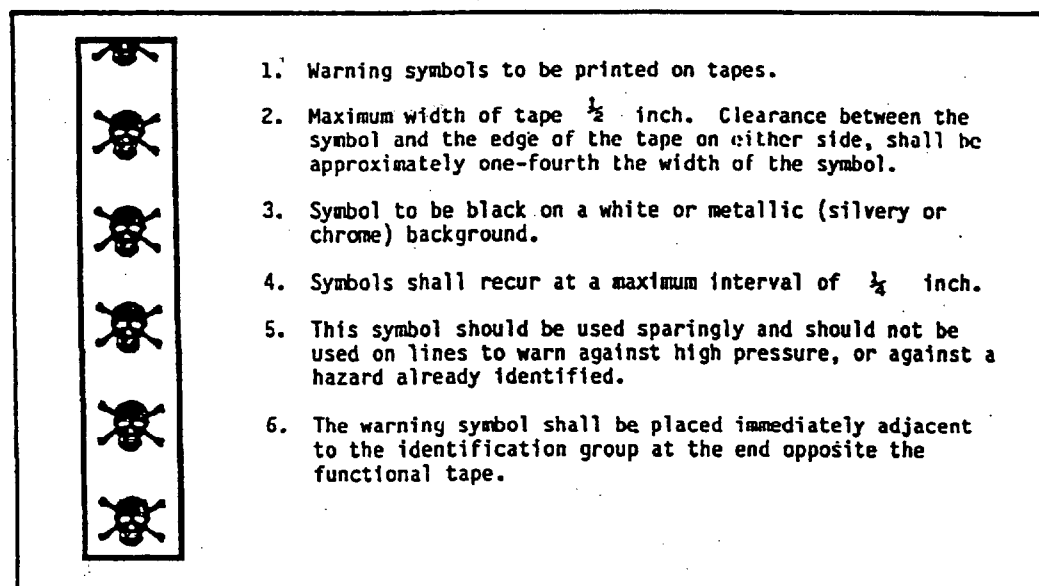 1. Warning symbols to be printed on tapes.
2. Maximum width of tape ½ inch. Clearance between the
symbol and the edge of the tape on either side, shall be
approximately one-fourth the width of the symbol.
3. Symbol to be black on a white or metallic (silvery or
chrome) background.
4. Symbols shall recur at a maximum interval of ¼ inch.
5. This symbol should be used sparingly and should not be
used on lines to warn against high pressure, or against a
hazard already identified.
6. The warning symbol shall be placed immediately adjacent
to the identification group at the end opposite the
functional tape.